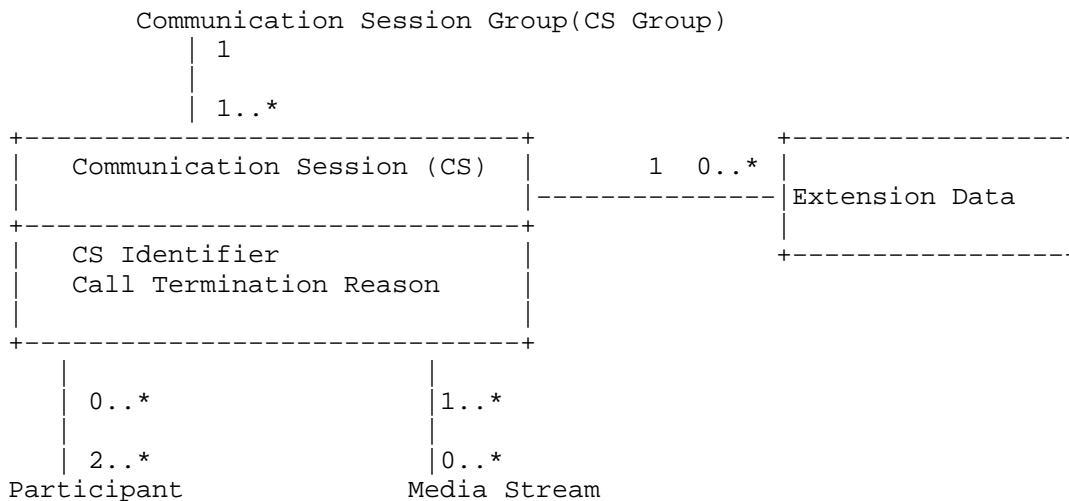 Communication Session Group(CS Group)
1
1..*
Communication Session (CS)
1 0..*
Extension Data
CS Identifier
Call Termination Reason
0..* 1..*
2..* 0..*
Participant Media Stream